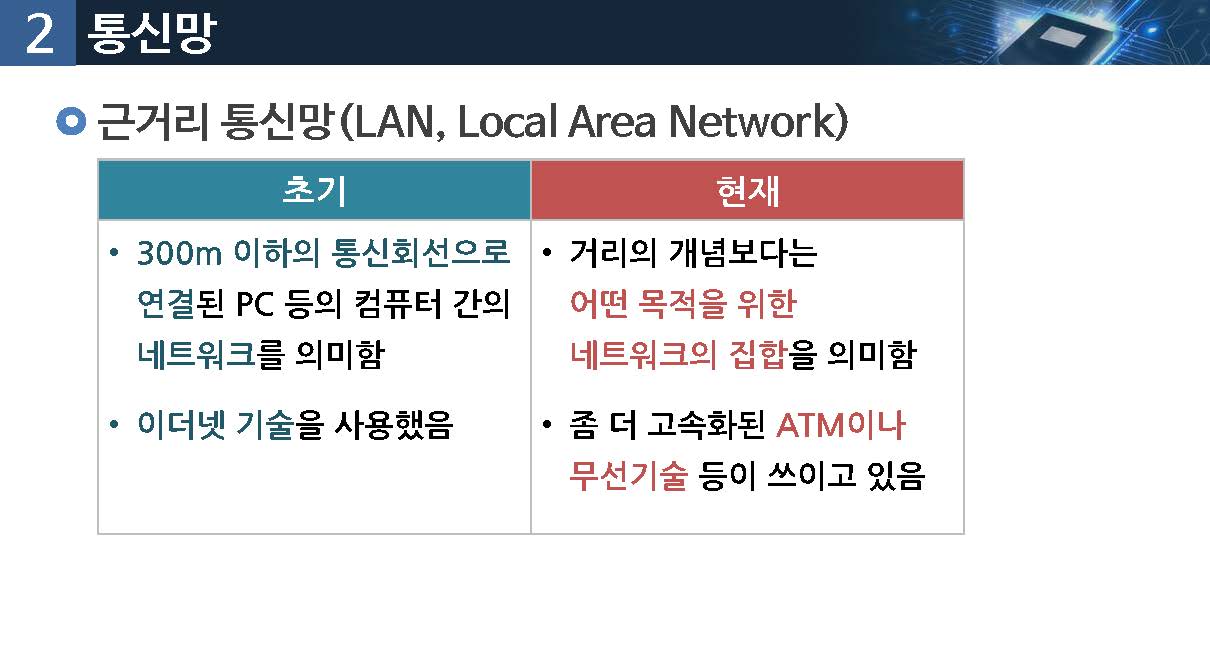 2 통신망
근거리 통신망(LAN, Local Area Network)
초기
• 300m 이하의 통신회선으로
연결된 PC 등의 컴퓨터 간의
네트워크를 의미함
• 이더넷 기술을 사용했음
현재
• 거리의 개념보다는
어떤 목적을 위한
네트워크의 집합을 의미함
• 좀 더 고속화된 ATM이나
무선기술 등이 쓰이고 있음